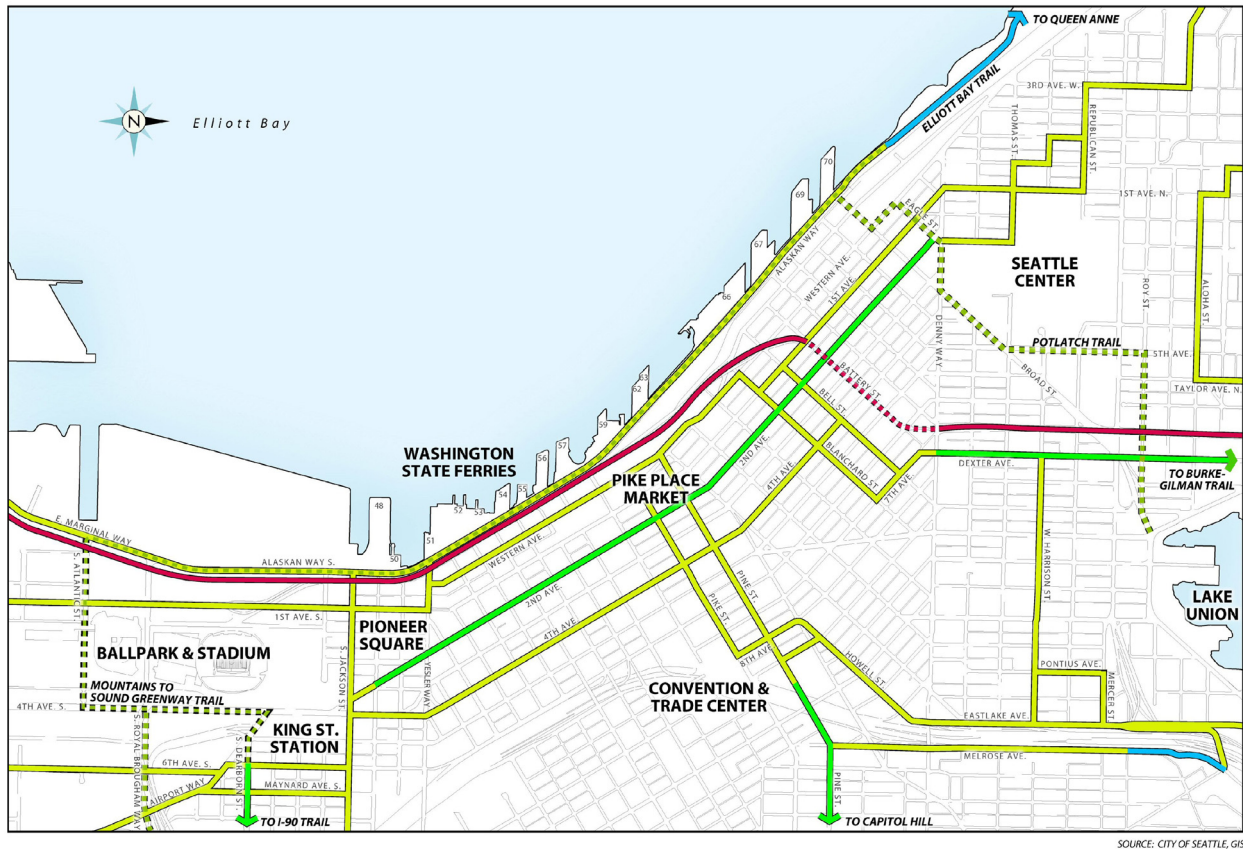 TO QUEEN ANNE
ELLIOTT BAY TRAIL
3RD AVE. W.
THOMAS ST.
REPUBLICAN ST.
N
Elliott Bay
70
69
67
66
63
62
59
57
56
55
54
53
52
51
50
48
1ST AVE. N.
EAGLE ST.
ALASKAN WAY
WESTERN AVE.
1ST AVE.
SEATTLE
CENTER
ROY ST.
ALOHA ST.
DENNY WAY
POTLATCH TRAIL
5TH AVE.
BROAD ST.
TAYLOR AVE. N.
BATTERY ST.
BELL ST.
BLANCHARD ST.
2ND AVE.
4TH AVE.
7TH AVE.
DEXTER AVE.
TO BURKE-
GILMAN TRAIL
WASHINGTON
STATE FERRIES
PIKE PLACE
MARKET
E. MARGINAL WAY
S. ATLANTIC ST.
ALASKAN WAY S.
WESTERN AVE.
2ND AVE.
4TH AVE.
PINE ST.
PIKE ST.
8TH AVE.
HOWELL ST.
W. HARRISON ST.
LAKE
UNION
1ST AVE. S.
PIONEER
SQUARE
S. JACKSON ST.
YESLER WAY
BALLPARK & STADIUM
MOUNTAINS TO
SOUND GREENWAY TRAIL
4TH AVE. S.
S. ROYAL BROUGHAM WAY
S. DEARBORN ST.
KING ST.
STATION
6TH AVE. S.
AIRPORT WAY
MAYNARD AVE. S.
TO I-90 TRAIL
CONVENTION &
TRADE CENTER
PONTIUS AVE.
MERCER ST.
EASTLAKE AVE.
MELROSE AVE.
PINE ST.
TO CAPITOL HILL
SOURCE: CITY OF SEATTLE, GIS